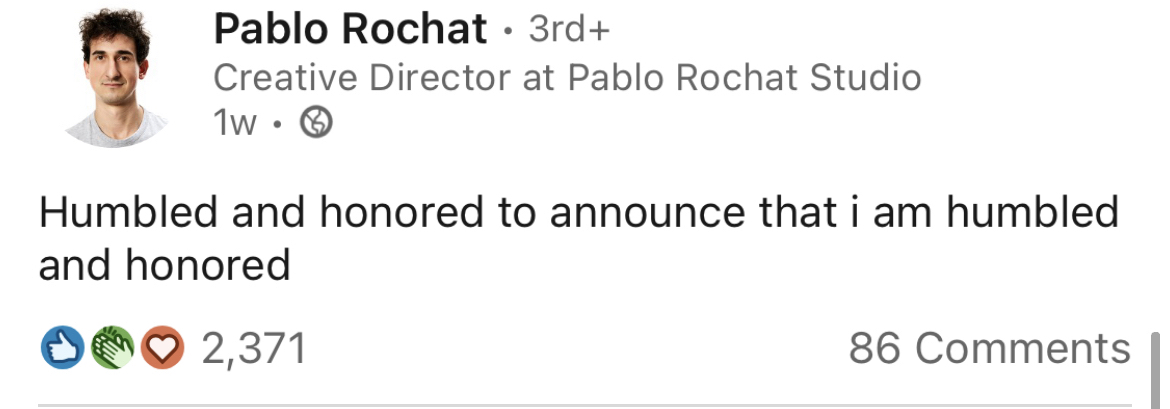 Pablo Rochat • 3rd+
Creative Director at Pablo Rochat Studio
1w •
Humbled and honored to announce that i am humbled
and honored
2,371 86 Comments